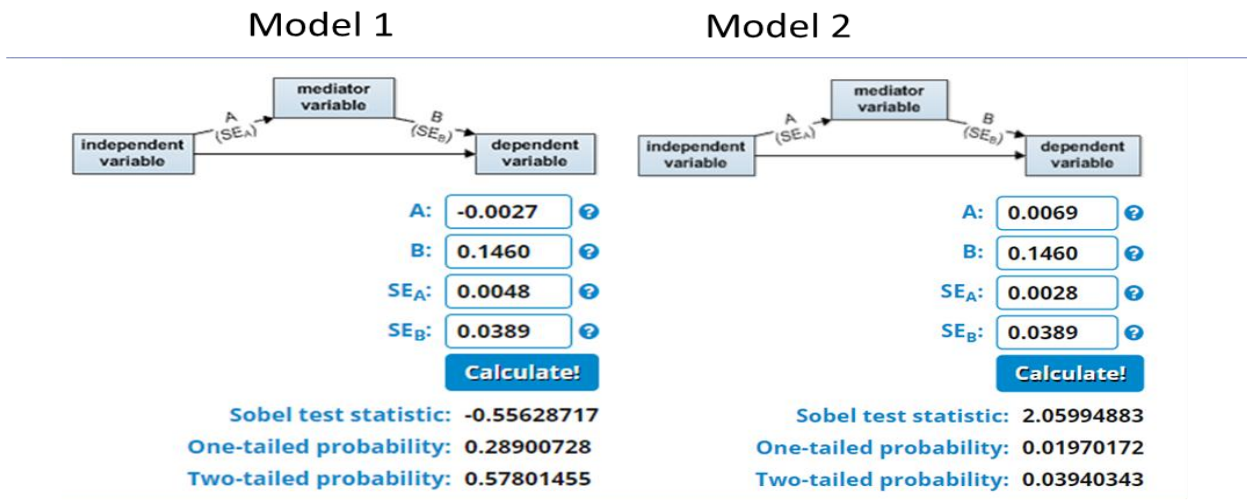 Model 1
mediator
variable
A
(SEA)
B
(SEB)
independent
variable
dependent
variable
A: -0.0027
B: 0.1460
SEA: 0.0048
SEB: 0.0389
Calculate!
Sobel test statistic: -0.55628717
One-tailed probability: 0.28900728
Two-tailed probability: 0.57801455
Model 2
mediator
variable
A
(SEA)
B
(SEB)
independent
variable
dependent
variable
A: 0.0069
B: 0.1460
SEA: 0.0028
SEB: 0.0389
Calculate!
Sobel test statistic: 2.05994883
One-tailed probability: 0.01970172
Two-tailed probability: 0.03940343